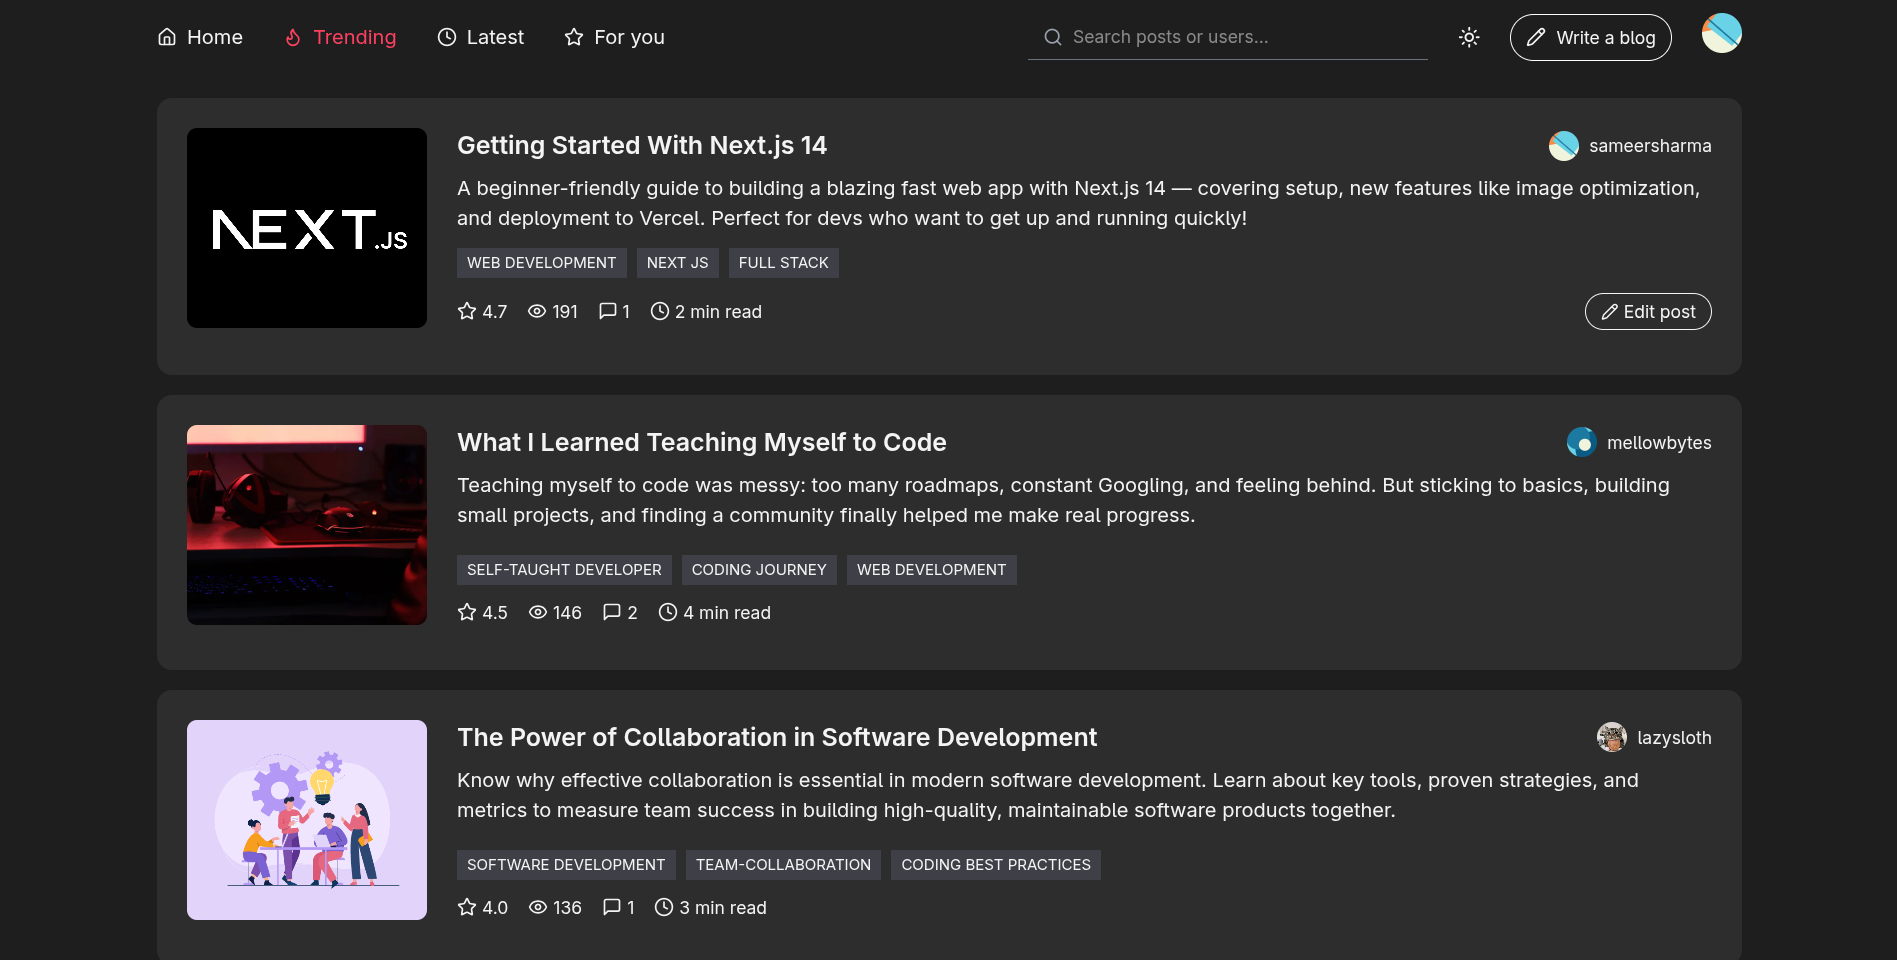 Home
Trending
Latest
For you
Search posts or users...
Write a blog
NEXT.JS
Getting Started With Next.js 14
sameersharma
A beginner-friendly guide to building a blazing fast web app with Next.js 14 — covering setup, new features like image optimization,
and deployment to Vercel. Perfect for devs who want to get up and running quickly!
WEB DEVELOPMENT
NEXT JS
FULL STACK
4.7
191
1
2 min read
Edit post
What I Learned Teaching Myself to Code
mellowbytes
Teaching myself to code was messy: too many roadmaps, constant Googling, and feeling behind. But sticking to basics, building
small projects, and finding a community finally helped me make real progress.
SELF-TAUGHT DEVELOPER
CODING JOURNEY
WEB DEVELOPMENT
4.5
146
2
4 min read
The Power of Collaboration in Software Development
lazysloth
Know why effective collaboration is essential in modern software development. Learn about key tools, proven strategies, and
metrics to measure team success in building high-quality, maintainable software products together.
SOFTWARE DEVELOPMENT
TEAM-COLLABORATION
CODING BEST PRACTICES
4.0
136
1
3 min read